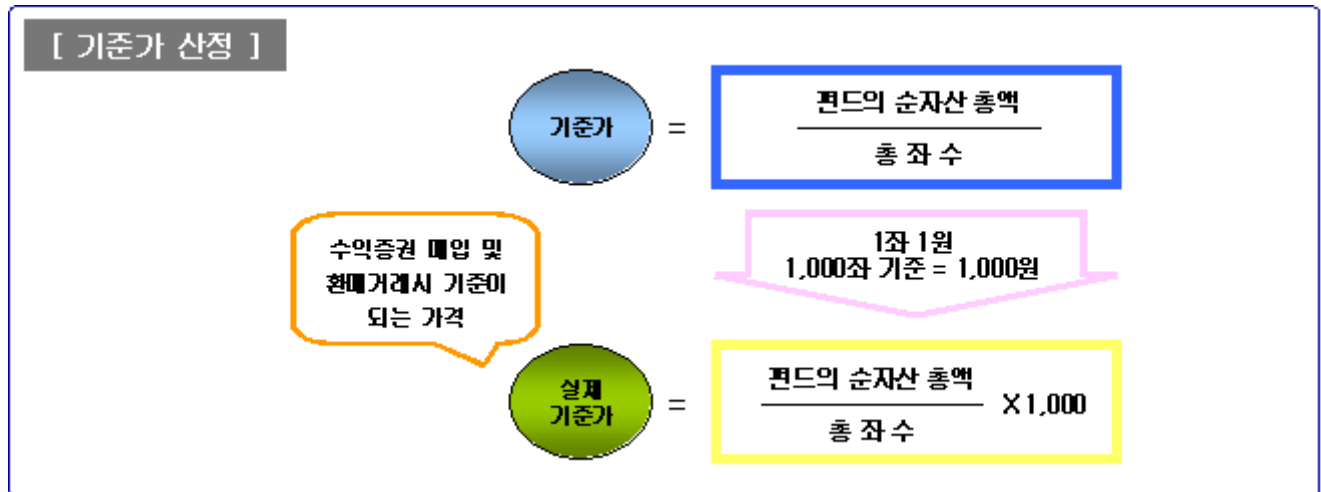 [ 기준가 산정 ]
기준가
=
펀드의 순자산 총액
총 좌 수
1좌 1원
1,000좌 기준 = 1,000원
수익증권 매입 및
환매거래시 기준이
되는 가격
실제
기준가
=
펀드의 순자산 총액
총 좌 수
X 1,000